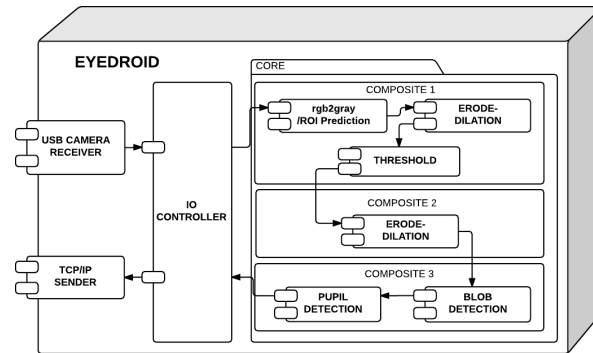 EYEDROID
CORE
COMPOSITE 1
rgb2gray
/ROI Prediction
ERODE-
DILATION
USB CAMERA
RECEIVER
THRESHOLD
IO
CONTROLLER
COMPOSITE 2
ERODE-
DILATION
TCP/IP
SENDER
COMPOSITE 3
PUPIL
DETECTION
BLOB
DETECTION